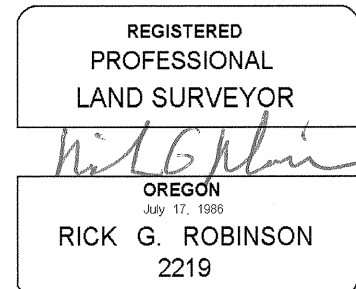 REGISTERED
PROFESSIONAL
LAND SURVEYOR
OREGON
July 17, 1986
RICK G. ROBINSON
2219